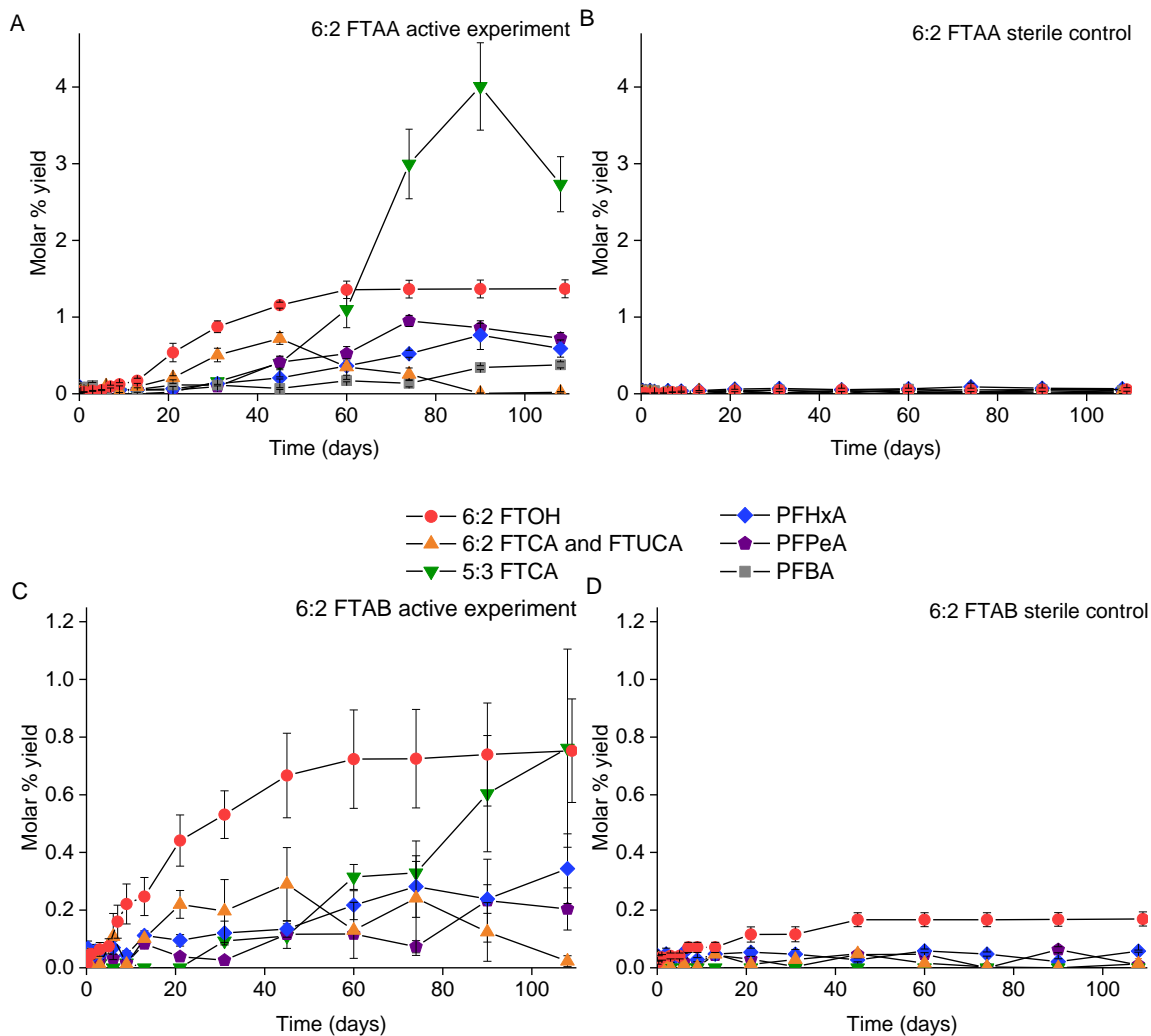 A
6:2 FTAA active experiment
Molar % yield
4
3
2
1
0
0 20 40 60 80 100
Time (days)
B
6:2 FTAA sterile control
Molar % yield
4
3
2
1
0
0 20 40 60 80 100
Time (days)
6:2 FTOH
6:2 FTCA and FTUCA
5:3 FTCA
PFHxA
PFPeA
PFBA
C
6:2 FTAB active experiment
Molar % yield
1.2
1.0
0.8
0.6
0.4
0.2
0.0
0 20 40 60 80 100
Time (days)
D
6:2 FTAB sterile control
Molar % yield
1.2
1.0
0.8
0.6
0.4
0.2
0.0
0 20 40 60 80 100
Time (days)